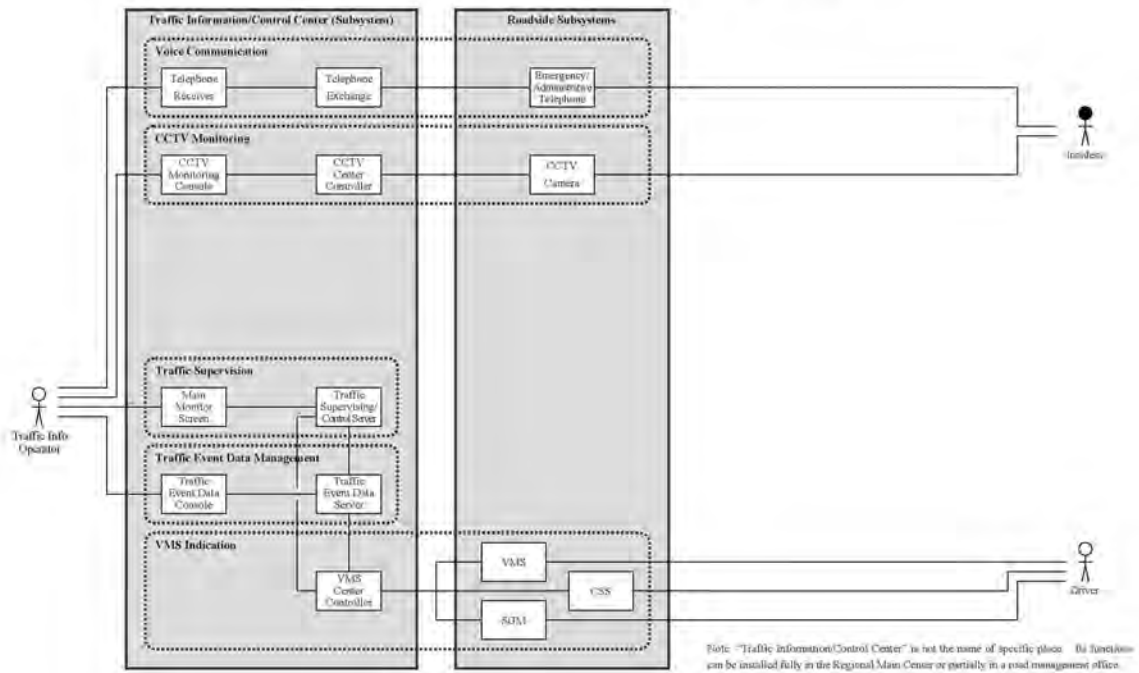 Traffic Information/Control Center (Subsystem)
Roadside Subsystems
Voice Communication
Telephone
Receiver
Telephone
Exchange
Emergency/
Administrative
Telephone
CCTV Monitoring
CCTV
Monitoring
Console
CCTV
Center
Controller
CCTV
Camera
Incident
Traffic Supervision
Main
Monitor
Screen
Traffic
Supervising/
Control Server
Traffic Info
Operator
Traffic Event Data Management
Traffic
Event Data
Console
Traffic
Event Data
Server
VMS Indication
VMS
Center
Controller
VMS
CSS
SGM
Driver
Note: "Traffic Information/Control Center" is not the name of specific place. Its functions
can be installed fully in the Regional Main Center or partially in a road management office.